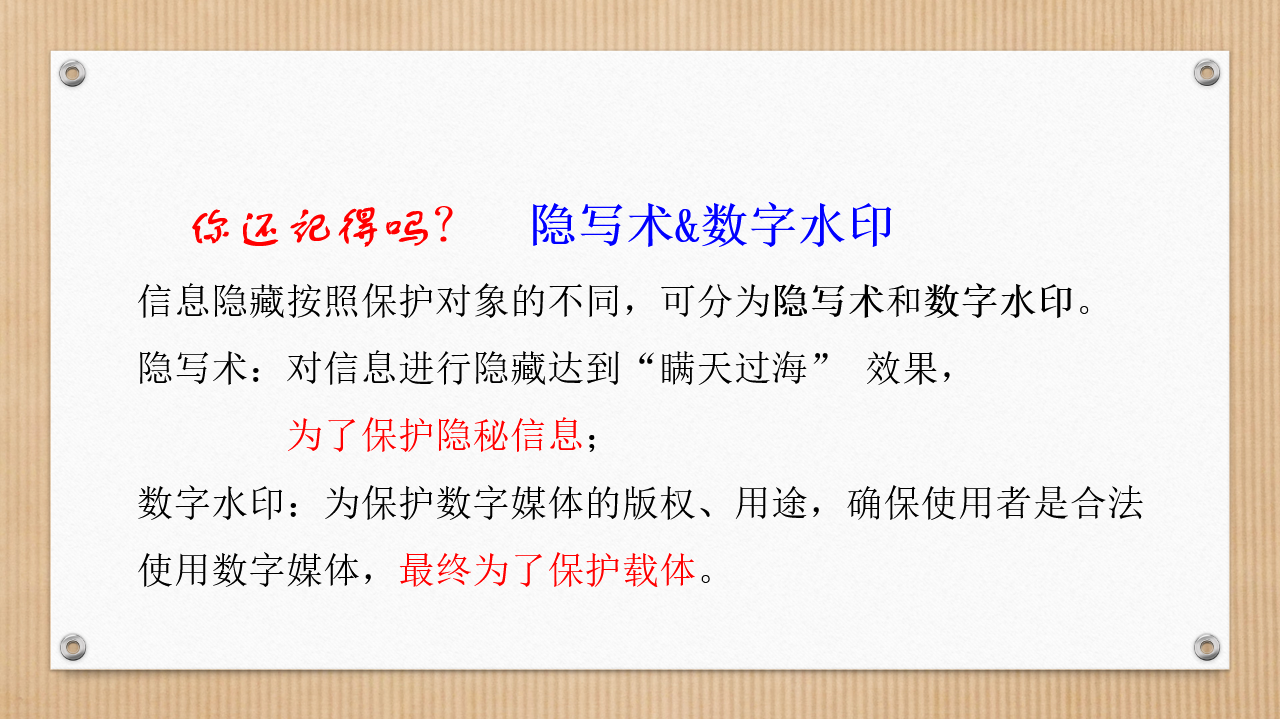 你还记得吗? 隐写术&数字水印
信息隐藏按照保护对象的不同，可分为隐写术和数字水印。
隐写术：对信息进行隐藏达到“瞒天过海” 效果，
为了保护隐秘信息；
数字水印：为保护数字媒体的版权、用途，确保使用者是合法
使用数字媒体，最终为了保护载体。